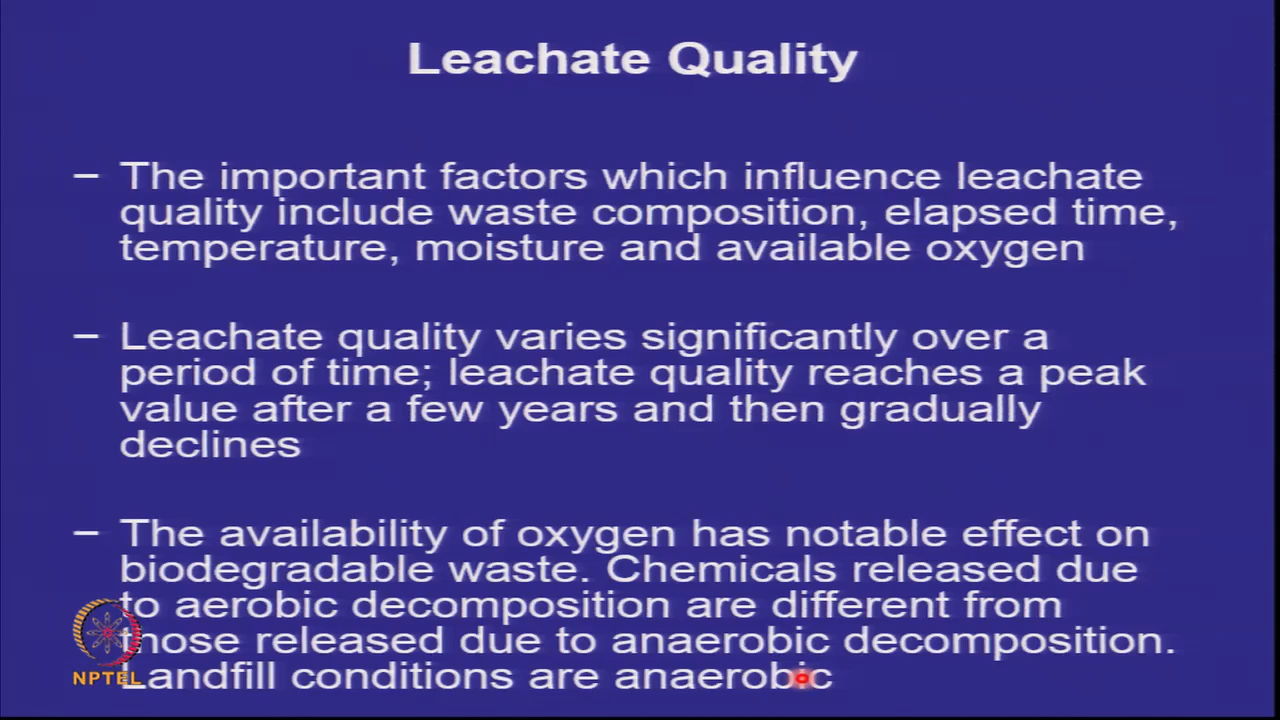 Leachate Quality
– The important factors which influence leachate
quality include waste composition, elapsed time,
temperature, moisture and available oxygen
– Leachate quality varies significantly over a
period of time; leachate quality reaches a peak
value after a few years and then gradually
declines
– The availability of oxygen has notable effect on
biodegradable waste. Chemicals released due
to aerobic decomposition are different from
those released due to anaerobic decomposition.
Landfill conditions are anaerobic
NPTEL